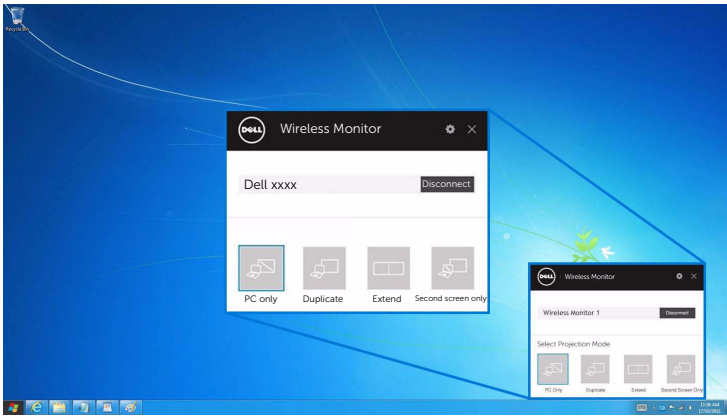 Recycle Bin
DELL
Wireless Monitor
Dell xxxx
Disconnect
PC only
Duplicate
Extend
Second screen only
DELL
Wireless Monitor
Wireless Monitor 1
Disconnect
Select Projection Mode
PC Only
Duplicate
Extend
Second Screen Only